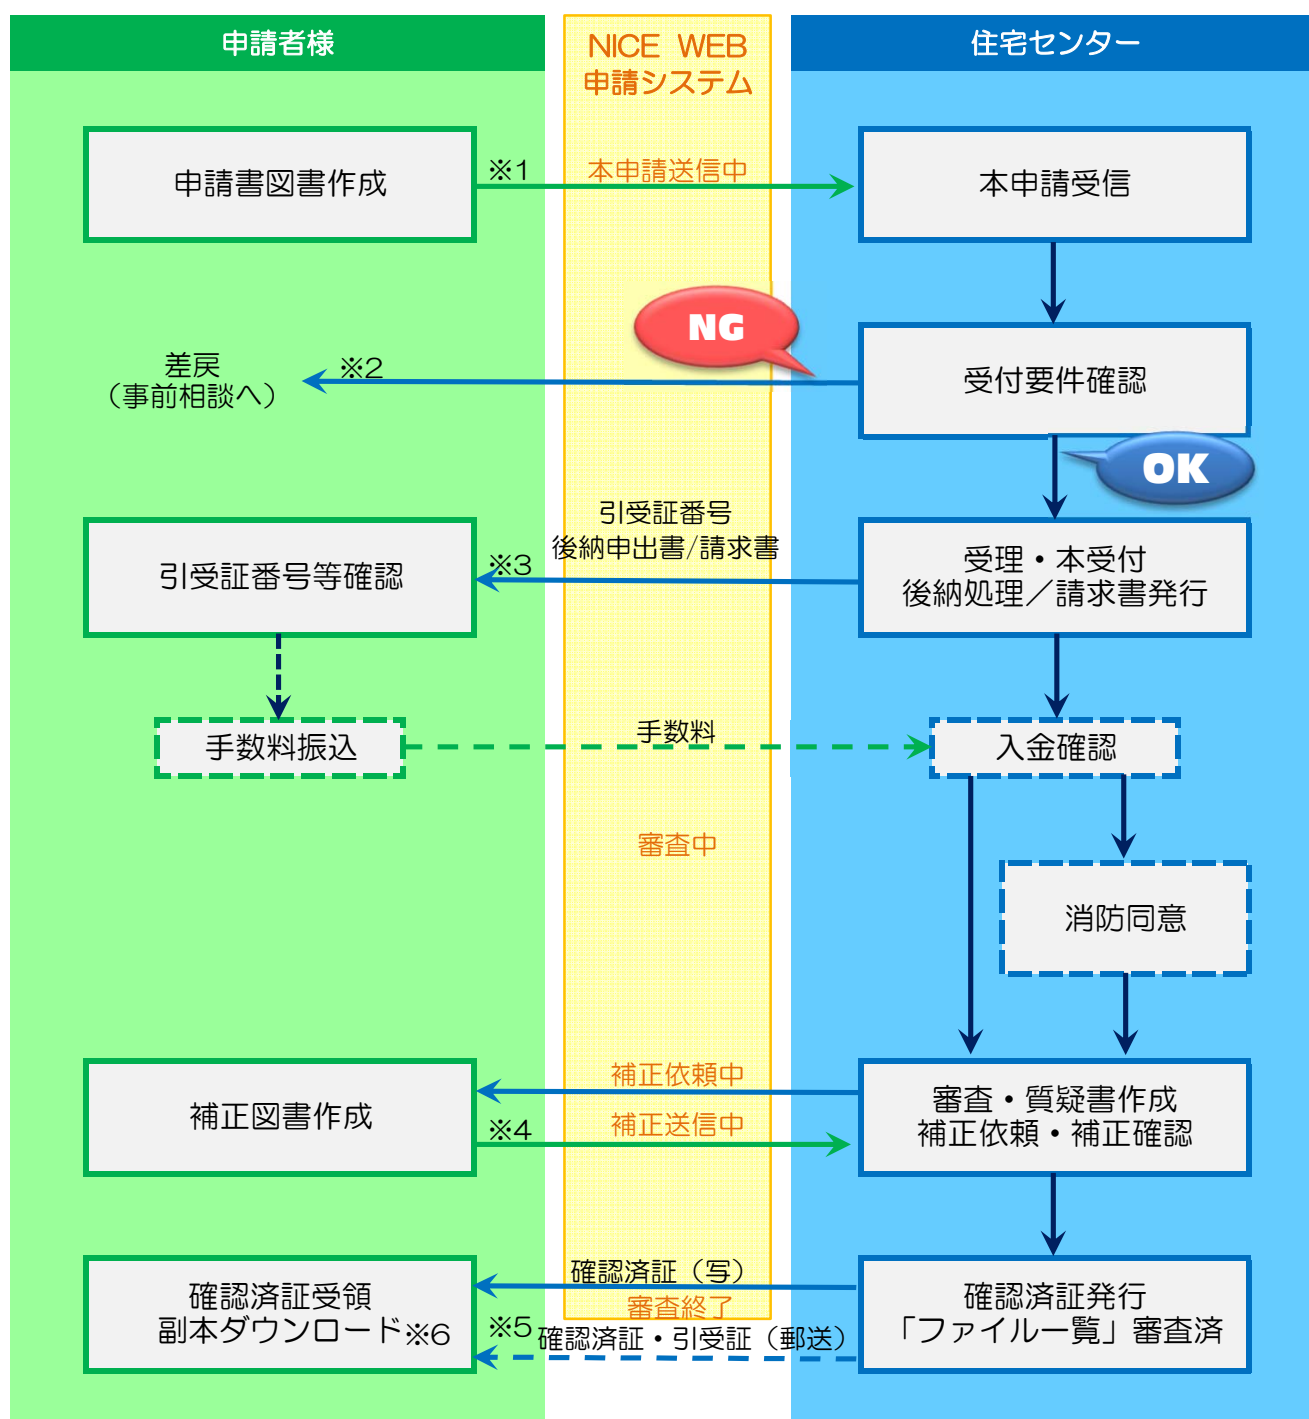 申請者様
NICE WEB
申請システム
住宅センター
申請書図書作成
※1
本申請送信中
本申請受信
NG
差戻
（事前相談へ）
※2
受付要件確認
OK
引受証番号
後納申出書/請求書
引受証番号等確認
※3
受理・本受付
後納処理／請求書発行
手数料振込
手数料
入金確認
審査中
消防同意
補正依頼中
補正図書作成
※4
補正送信中
審査・質疑書作成
補正依頼・補正確認
確認済証（写）
審査終了
確認済証受領
副本ダウンロード※6
※5
確認済証・引受証（郵送）
確認済証発行
「ファイル一覧」審査済